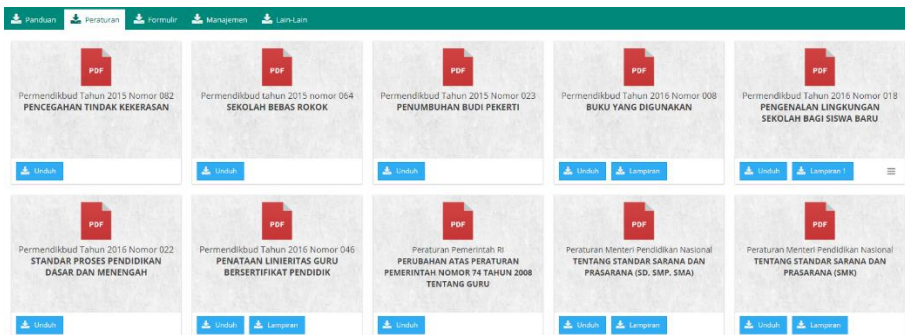 Panduan Peraturan Formulir Manajemen Lain-Lain
PDF PDF PDF PDF PDF
Permendikbud Tahun 2015 Nomor 082
PENCEGAHAN TINDAK KEKERASAN
Unduh
Permendikbud tahun 2015 nomor 064
SEKOLAH BEBAS ROKOK
Unduh
Permendikbud Tahun 2015 Nomor 023
PENUMBUHAN BUDI PEKERTI
Unduh
Permendikbud Tahun 2016 Nomor 008
BUKU YANG DIGUNAKAN
Unduh Lampiran
Permendikbud Tahun 2016 Nomor 018
PENGENALAN LINGKUNGAN
SEKOLAH BAGI SISWA BARU
Unduh Lampiran 1
PDF PDF PDF PDF PDF
Permendikbud Tahun 2016 Nomor 022
STANDAR PROSES PENDIDIKAN
DASAR DAN MENENGAH
Unduh
Permendikbud Tahun 2016 Nomor 046
PENATAAN LINIERITAS GURU
BERSERTIFIKAT PENDIDIK
Unduh Lampiran
Peraturan Pemerintah RI
PERUBAHAN ATAS PERATURAN
PEMERINTAH NOMOR 74 TAHUN 2008
TENTANG GURU
Unduh
Peraturan Menteri Pendidikan Nasional
TENTANG STANDAR SARANA DAN
PRASARANA (SD, SMP, SMA)
Unduh Lampiran
Peraturan Menteri Pendidikan Nasional
TENTANG STANDAR SARANA DAN
PRASARANA (SMK)
Unduh Lampiran